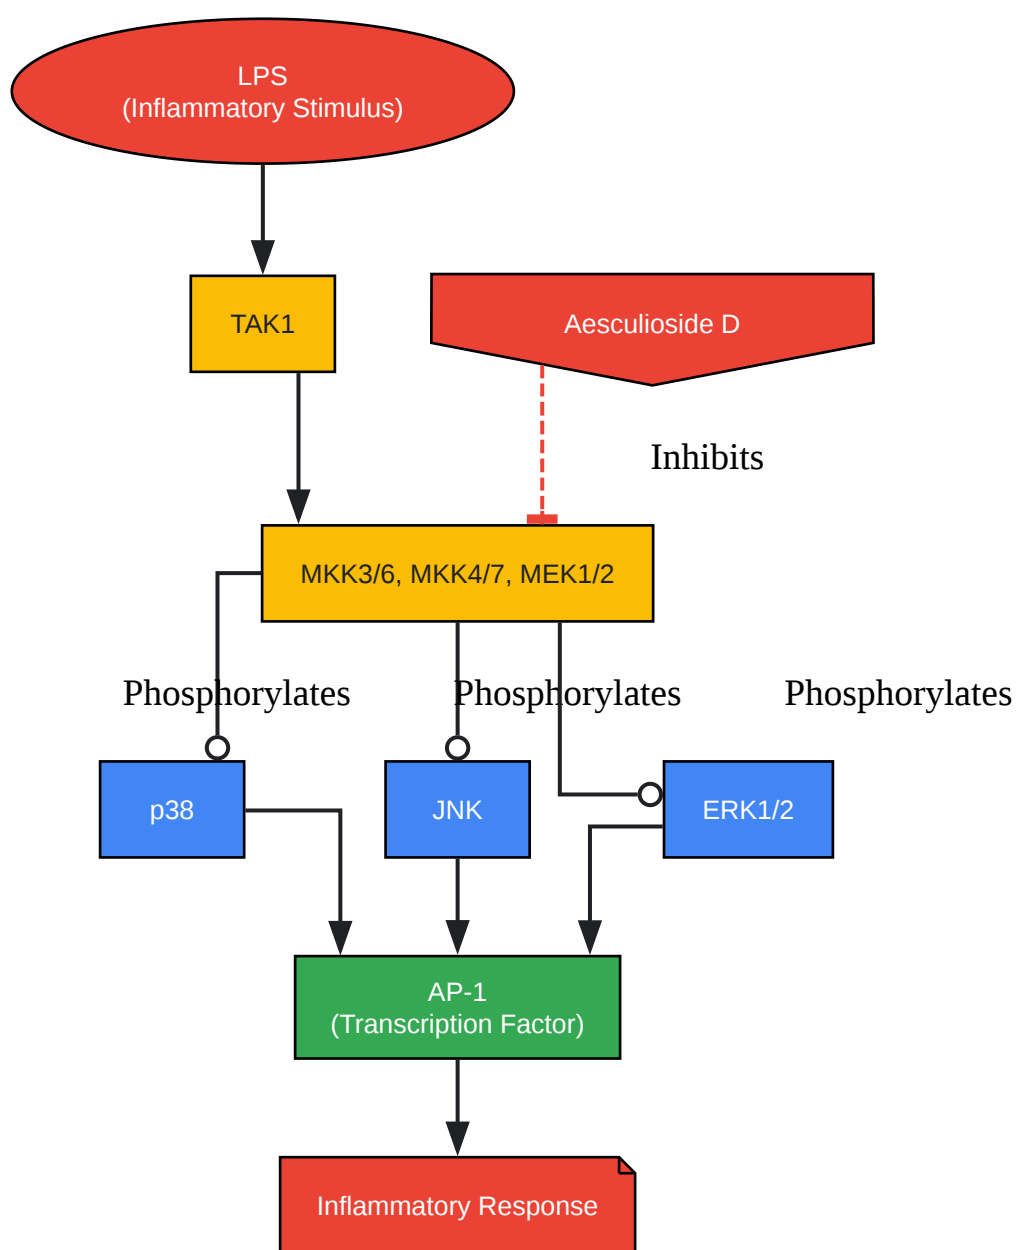 LPS
(Inflammatory Stimulus)
TAK1
Aesculioside D
Inhibits
MKK3/6, MKK4/7, MEK1/2
Phosphorylates
Phosphorylates
Phosphorylates
p38
JNK
ERK1/2
AP-1
(Transcription Factor)
Inflammatory Response